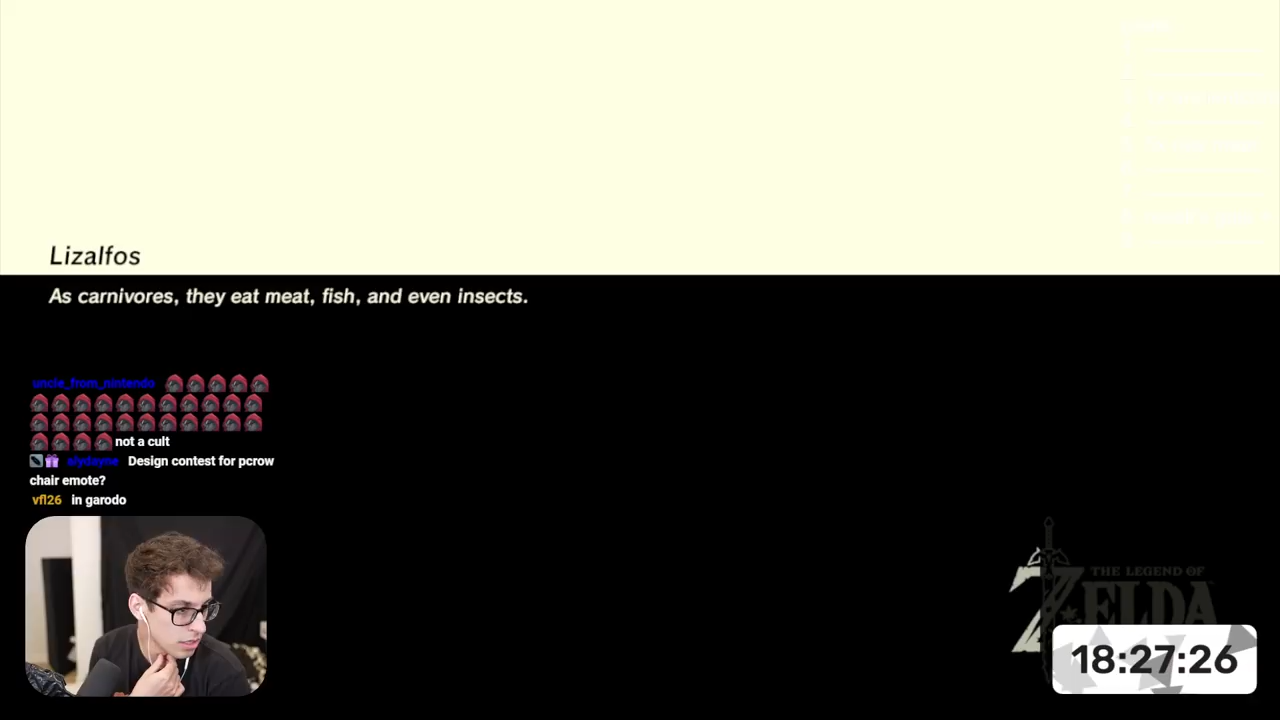 Lizalfos
As carnivores, they eat meat, fish, and even insects.
uncle_from_nintendo
not a cult
slydayne Design contest for pcrow
chair emote?
vfl26 in garodo
THE LEGEND OF
ZELDA
18:27:26